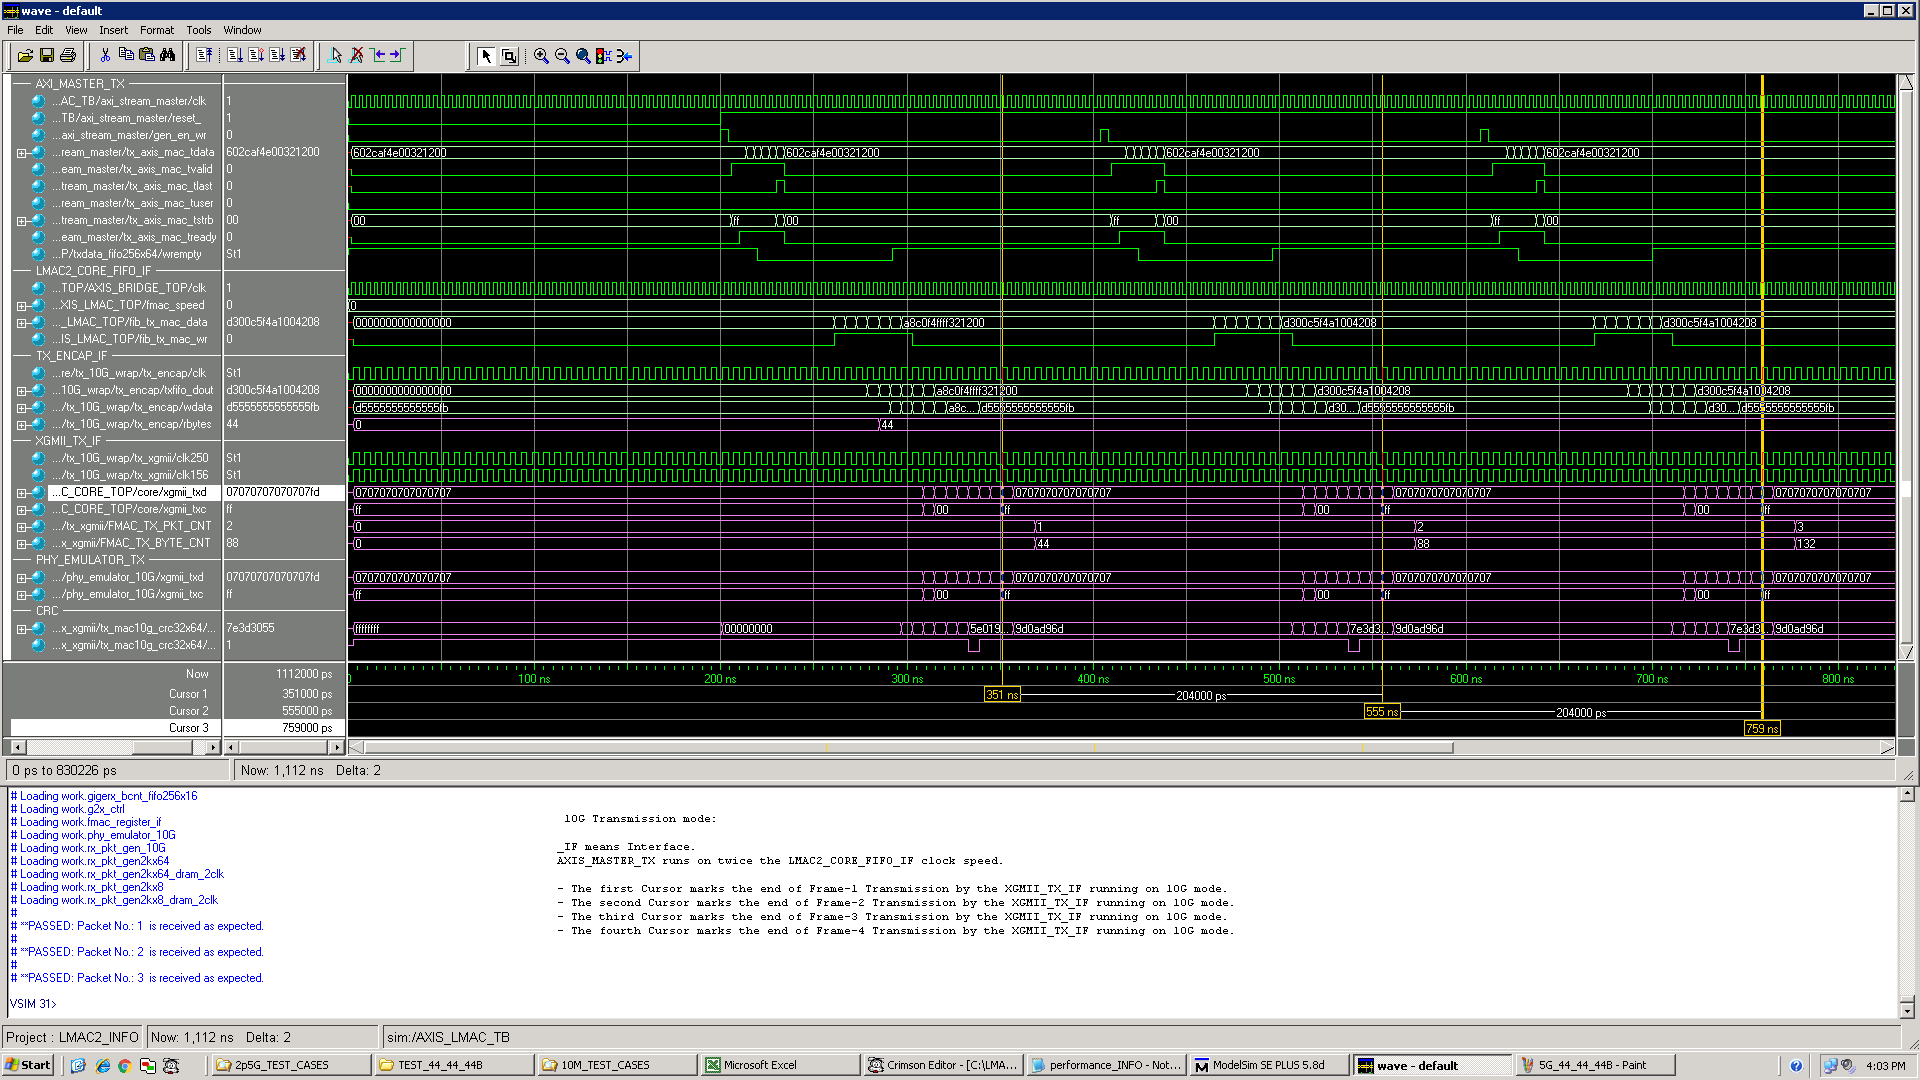 wave - default
File Edit View Insert Format Tools Window
AXI_MASTER_TX
...AC_TB/axi_stream_master/clk 1
...TB/axi_stream_master/reset_ 1
...axi_stream_master/gen_en_wr 0
...ream_master/tx_axis_mac_tdata 602caf4e00321200 602caf4e00321200 602caf4e00321200 602caf4e00321200 602caf4e00321200
...eam_master/tx_axis_mac_tvalid 0
...tream_master/tx_axis_mac_tlast 0
...ream_master/tx_axis_mac_tuser 0
...tream_master/tx_axis_mac_tstrb 00 00 ff 00 ff 00 ff 00
...eam_master/tx_axis_mac_tready 0
...P/txdata_fifo256x64/wrempty St1
LMAC2_CORE_FIFO_IF
...TOP/AXIS_BRIDGE_TOP/clk 1
...XIS_LMAC_TOP/fmac_speed 0 0
..._LMAC_TOP/fib_tx_mac_data d300c5f4a1004208 0000000000000000 a8c0f4ffff321200 d300c5f4a1004208 d300c5f4a1004208
...IS_LMAC_TOP/fib_tx_mac_wr 0
TX_ENCAP_IF
...re/tx_10G_wrap/tx_encap/clk St1
...10G_wrap/tx_encap/txfifo_dout d300c5f4a1004208 0000000000000000 a8c0f4ffff321200 d300c5f4a1004208 d300c5f4a1004208
.../tx_10G_wrap/tx_encap/wdata d5555555555555fb d5555555555555fb a8c... d5555555555555fb d30... d5555555555555fb d30... d5555555555555fb
.../tx_10G_wrap/tx_encap/rbytes 44 0 44
XGMII_TX_IF
.../tx_10G_wrap/tx_xgmii/clk250 St1
.../tx_10G_wrap/tx_xgmii/clk156 St1
...C_CORE_TOP/core/xgmii_txd 07070707070707fd 0707070707070707 0707070707070707 0707070707070707 0707070707070707
...C_CORE_TOP/core/xgmii_txc ff ff 00 ff 00 ff 00 ff
.../tx_xgmii/FMAC_TX_PKT_CNT 2 0 1 2 3
...x_xgmii/FMAC_TX_BYTE_CNT 88 0 44 88 132
PHY_EMULATOR_TX
.../phy_emulator_10G/xgmii_txd 07070707070707fd 0707070707070707 0707070707070707 0707070707070707 0707070707070707
.../phy_emulator_10G/xgmii_txc ff ff 00 ff 00 ff 00 ff
CRC
...x_xgmii/tx_mac10g_crc32x64/... 7e3d3055 ffffffff 00000000 5e019... 9d0ad96d 7e3d3... 9d0ad96d 7e3d3... 9d0ad96d
...x_xgmii/tx_mac10g_crc32x64/... 1
Now 1112000 ps 0 100 ns 200 ns 300 ns 400 ns 500 ns 600 ns 700 ns 800 ns
Cursor 1 351000 ps 351 ns 204000 ps
Cursor 2 555000 ps 555 ns 204000 ps
Cursor 3 759000 ps 759 ns
0 ps to 830226 ps Now: 1,112 ns Delta: 2
# Loading work.gigerx_bcnt_fifo256x16
# Loading work.g2x_ctrl
# Loading work.fmac_register_if
# Loading work.phy_emulator_10G
# Loading work.rx_pkt_gen_10G
# Loading work.rx_pkt_gen2kx64
# Loading work.rx_pkt_gen2kx64_dram_2clk
# Loading work.rx_pkt_gen2kx8
# Loading work.rx_pkt_gen2kx8_dram_2clk
#
# **PASSED: Packet No.: 1 is received as expected.
#
# **PASSED: Packet No.: 2 is received as expected.
#
# **PASSED: Packet No.: 3 is received as expected.
VSIM 31>
10G Transmission mode:
_IF means Interface.
AXIS_MASTER_TX runs on twice the LMAC2_CORE_FIFO_IF clock speed.
- The first Cursor marks the end of Frame-1 Transmission by the XGMII_TX_IF running on 10G mode.
- The second Cursor marks the end of Frame-2 Transmission by the XGMII_TX_IF running on 10G mode.
- The third Cursor marks the end of Frame-3 Transmission by the XGMII_TX_IF running on 10G mode.
- The fourth Cursor marks the end of Frame-4 Transmission by the XGMII_TX_IF running on 10G mode.
Project : LMAC2_INFO Now: 1,112 ns Delta: 2 sim:/AXIS_LMAC_TB
Start 2p5G_TEST_CASES TEST_44_44_44B 10M_TEST_CASES Microsoft Excel Crimson Editor - [C:\LMA... performance_INFO - Not... ModelSim SE PLUS 5.8d wave - default 5G_44_44_44B - Paint 4:03 PM